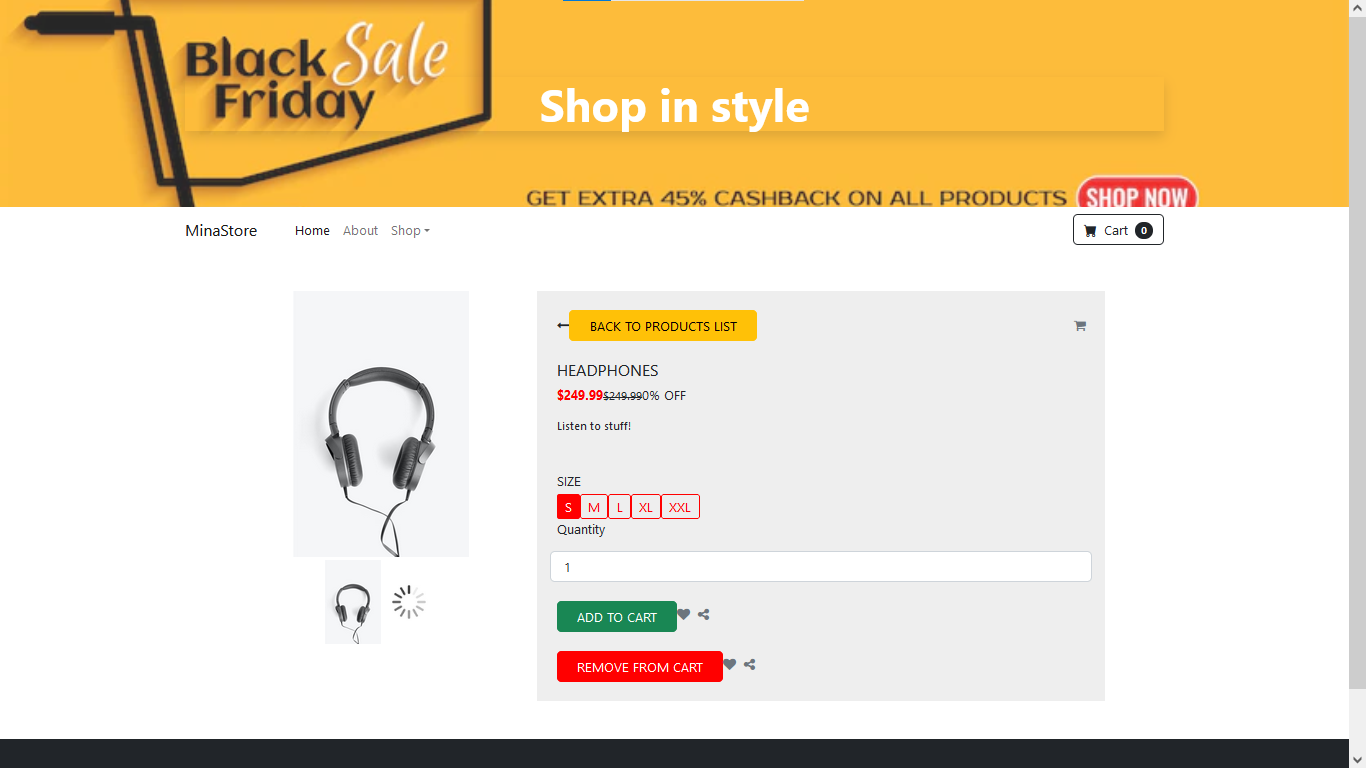 Black Sale
Friday
Shop in style
GET EXTRA 45% CASHBACK ON ALL PRODUCTS SHOP NOW
MinaStore Home About Shop Cart 0
BACK TO PRODUCTS LIST
HEADPHONES
$249.99$249.990% OFF
Listen to stuff!
SIZE
S M L XL XXL
Quantity
1
ADD TO CART
REMOVE FROM CART